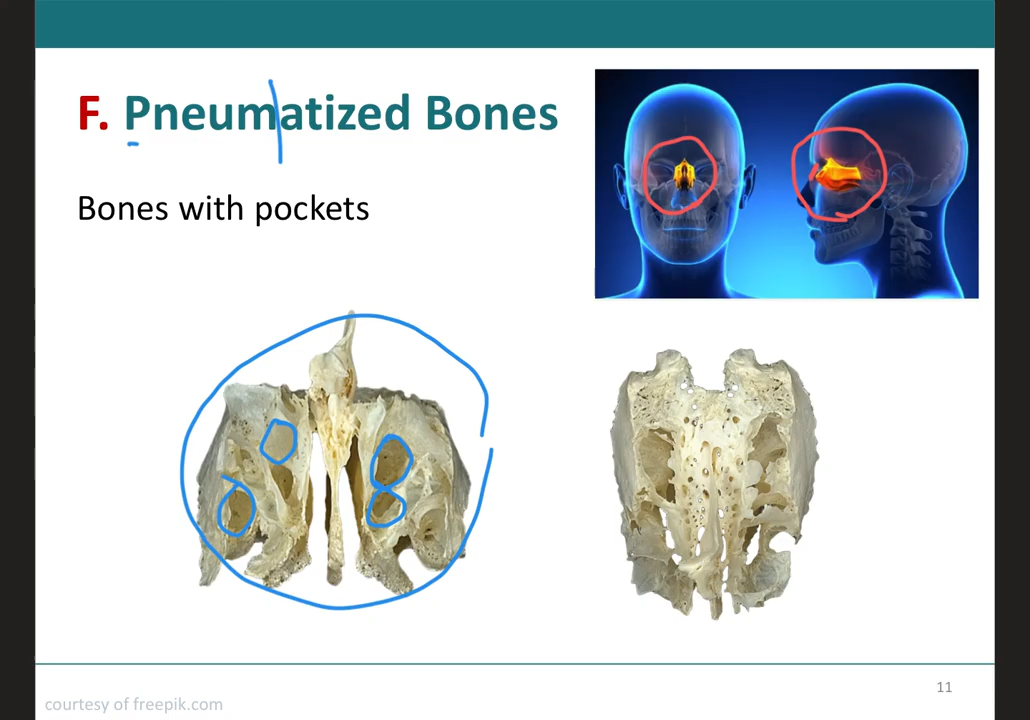 F. Pneumatized Bones
Bones with pockets
11
courtesy of freepik.com